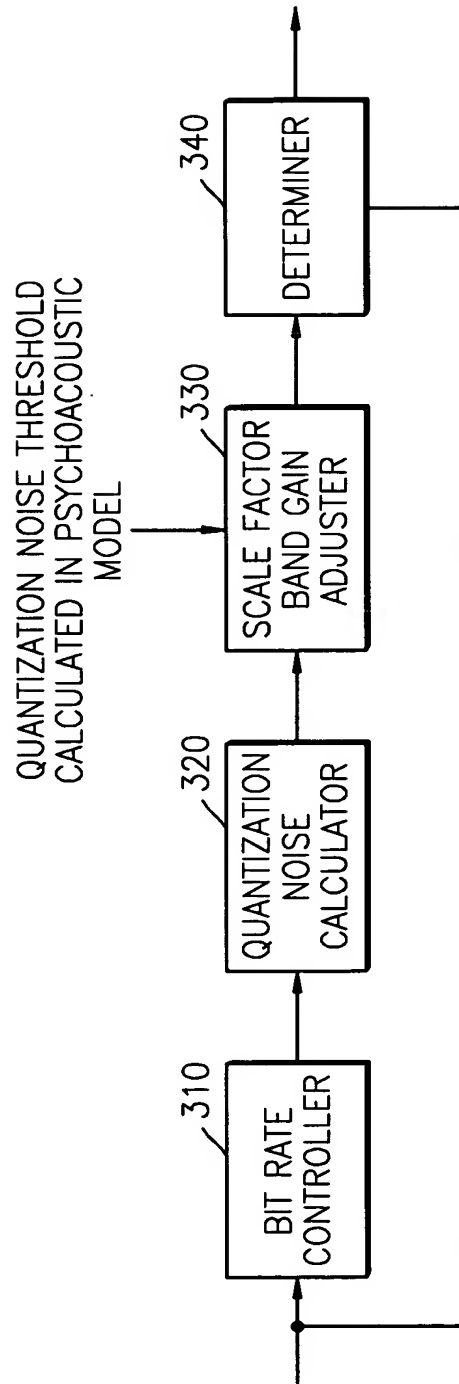 QUANTIZATION NOISE THRESHOLD
CALCULATED IN PSYCHOACOUSTIC
MODEL
310
BIT RATE
CONTROLLER
320
QUANTIZATION
NOISE
CALCULATOR
330
SCALE FACTOR
BAND GAIN
ADJUSTER
340
DETERMINER